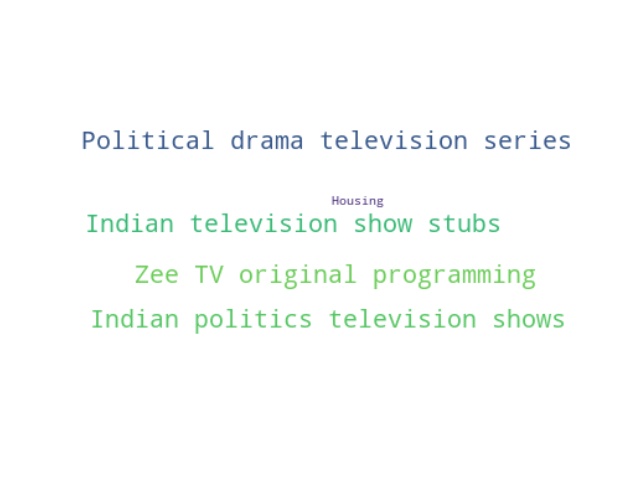 Political drama television series
Housing
Indian television show stubs
Zee TV original programming
Indian politics television shows